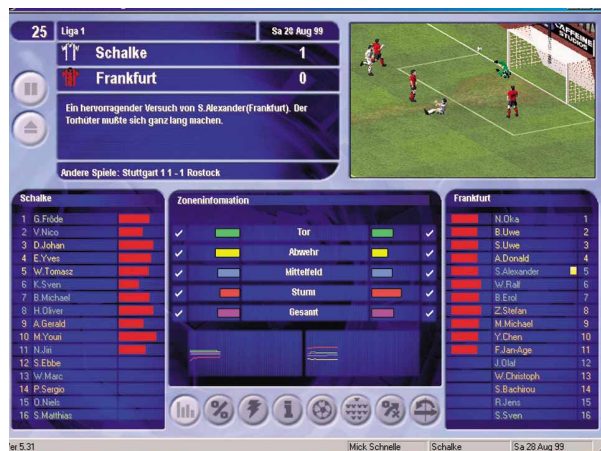 25 Liga 1 Sa 28 Aug 99
Schalke 1
Frankfurt 0
Ein hervorragender Versuch von S.Alexander(Frankfurt). Der
Torhüter mußte sich ganz lang machen.
Andere Spiele: Stuttgart 1 1 - 1 Rostock
CAFFEINE
STUDIOS
Schalke
1 G.Fröde
2 V.Nico
3 D.Johan
4 E.Yves
5 W.Tomasz
6 K.Sven
7 B.Michael
8 H.Oliver
9 A.Gerald
10 M.Youri
11 N.Jiri
12 S.Ebbe
13 W.Marc
14 P.Sergio
15 O.Niels
16 S.Matthias
Zoneninformation
Tor
Abwehr
Mittelfeld
Sturm
Gesamt
Frankfurt
N.Oka 1
B.Uwe 2
S.Uwe 3
A.Donald 4
S.Alexander 5
W.Ralf 6
B.Erol 7
Z.Stefan 8
M.Michael 9
Y.Chen 10
F.Jan-Age 11
J.Olaf 12
W.Christoph 13
S.Bachirou 14
R.Jens 15
S.Sven 16
er 5.31 Mick Schnelle Schalke Sa 28 Aug 99